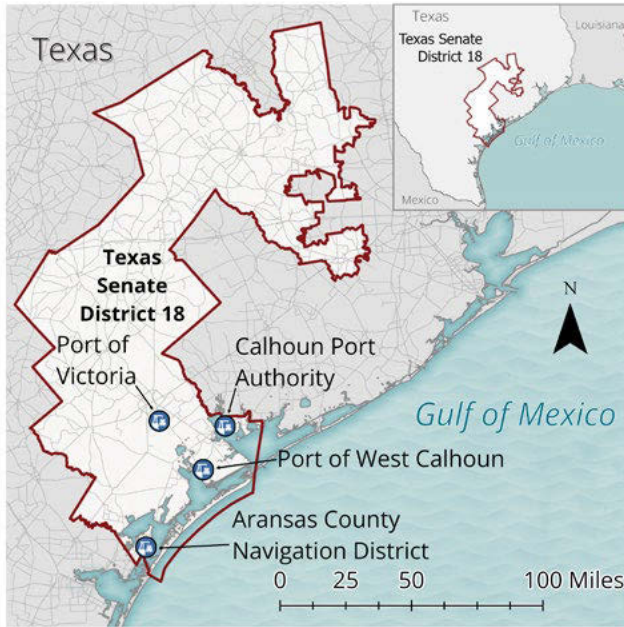 Texas
Texas
Louisiana
Texas Senate
District 18
Gulf of Mexico
Mexico
Texas
Senate
District 18
Port of
Victoria
Calhoun Port
Authority
N
Gulf of Mexico
Port of West Calhoun
Aransas County
Navigation District
0 25 50 100 Miles